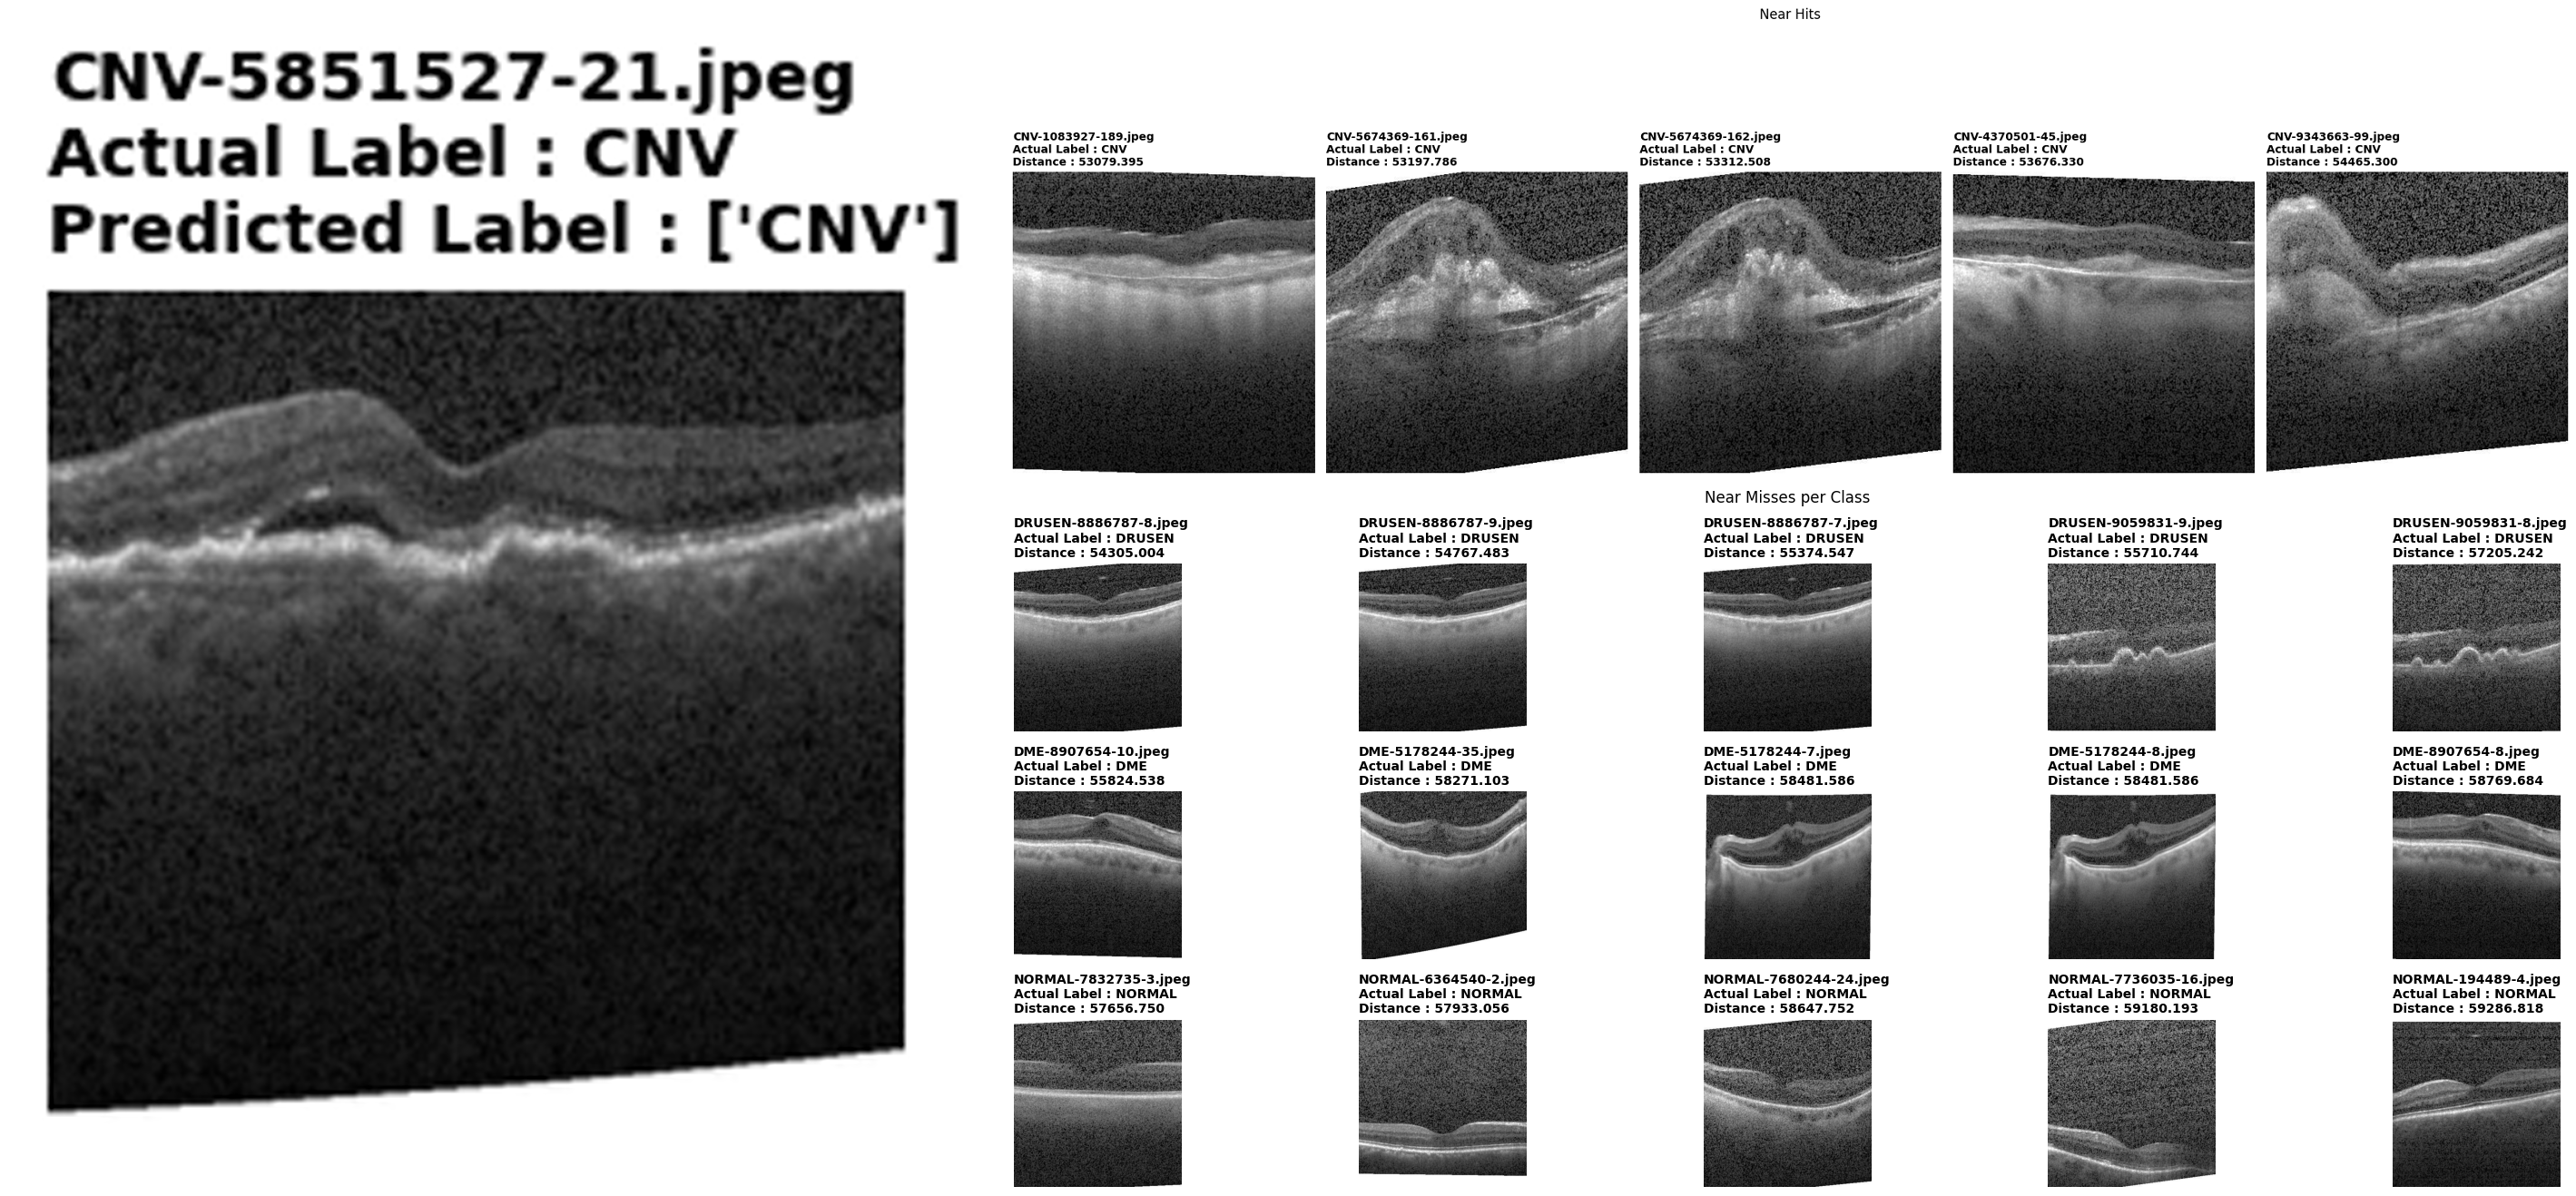 Near Hits
CNV-5851527-21.jpeg
Actual Label : CNV
Predicted Label : ['CNV']
CNV-1083927-189.jpeg
Actual Label : CNV
Distance : 53079.395
CNV-5674369-161.jpeg
Actual Label : CNV
Distance : 53197.786
CNV-5674369-162.jpeg
Actual Label : CNV
Distance : 53312.508
CNV-4370501-45.jpeg
Actual Label : CNV
Distance : 53676.330
CNV-9343663-99.jpeg
Actual Label : CNV
Distance : 54465.300
Near Misses per Class
DRUSEN-8886787-8.jpeg
Actual Label : DRUSEN
Distance : 54305.004
DRUSEN-8886787-9.jpeg
Actual Label : DRUSEN
Distance : 54767.483
DRUSEN-8886787-7.jpeg
Actual Label : DRUSEN
Distance : 55374.547
DRUSEN-9059831-9.jpeg
Actual Label : DRUSEN
Distance : 55710.744
DRUSEN-9059831-8.jpeg
Actual Label : DRUSEN
Distance : 57205.242
DME-8907654-10.jpeg
Actual Label : DME
Distance : 55824.538
DME-5178244-35.jpeg
Actual Label : DME
Distance : 58271.103
DME-5178244-7.jpeg
Actual Label : DME
Distance : 58481.586
DME-5178244-8.jpeg
Actual Label : DME
Distance : 58481.586
DME-8907654-8.jpeg
Actual Label : DME
Distance : 58769.684
NORMAL-7832735-3.jpeg
Actual Label : NORMAL
Distance : 57656.750
NORMAL-6364540-2.jpeg
Actual Label : NORMAL
Distance : 57933.056
NORMAL-7680244-24.jpeg
Actual Label : NORMAL
Distance : 58647.752
NORMAL-7736035-16.jpeg
Actual Label : NORMAL
Distance : 59180.193
NORMAL-194489-4.jpeg
Actual Label : NORMAL
Distance : 59286.818